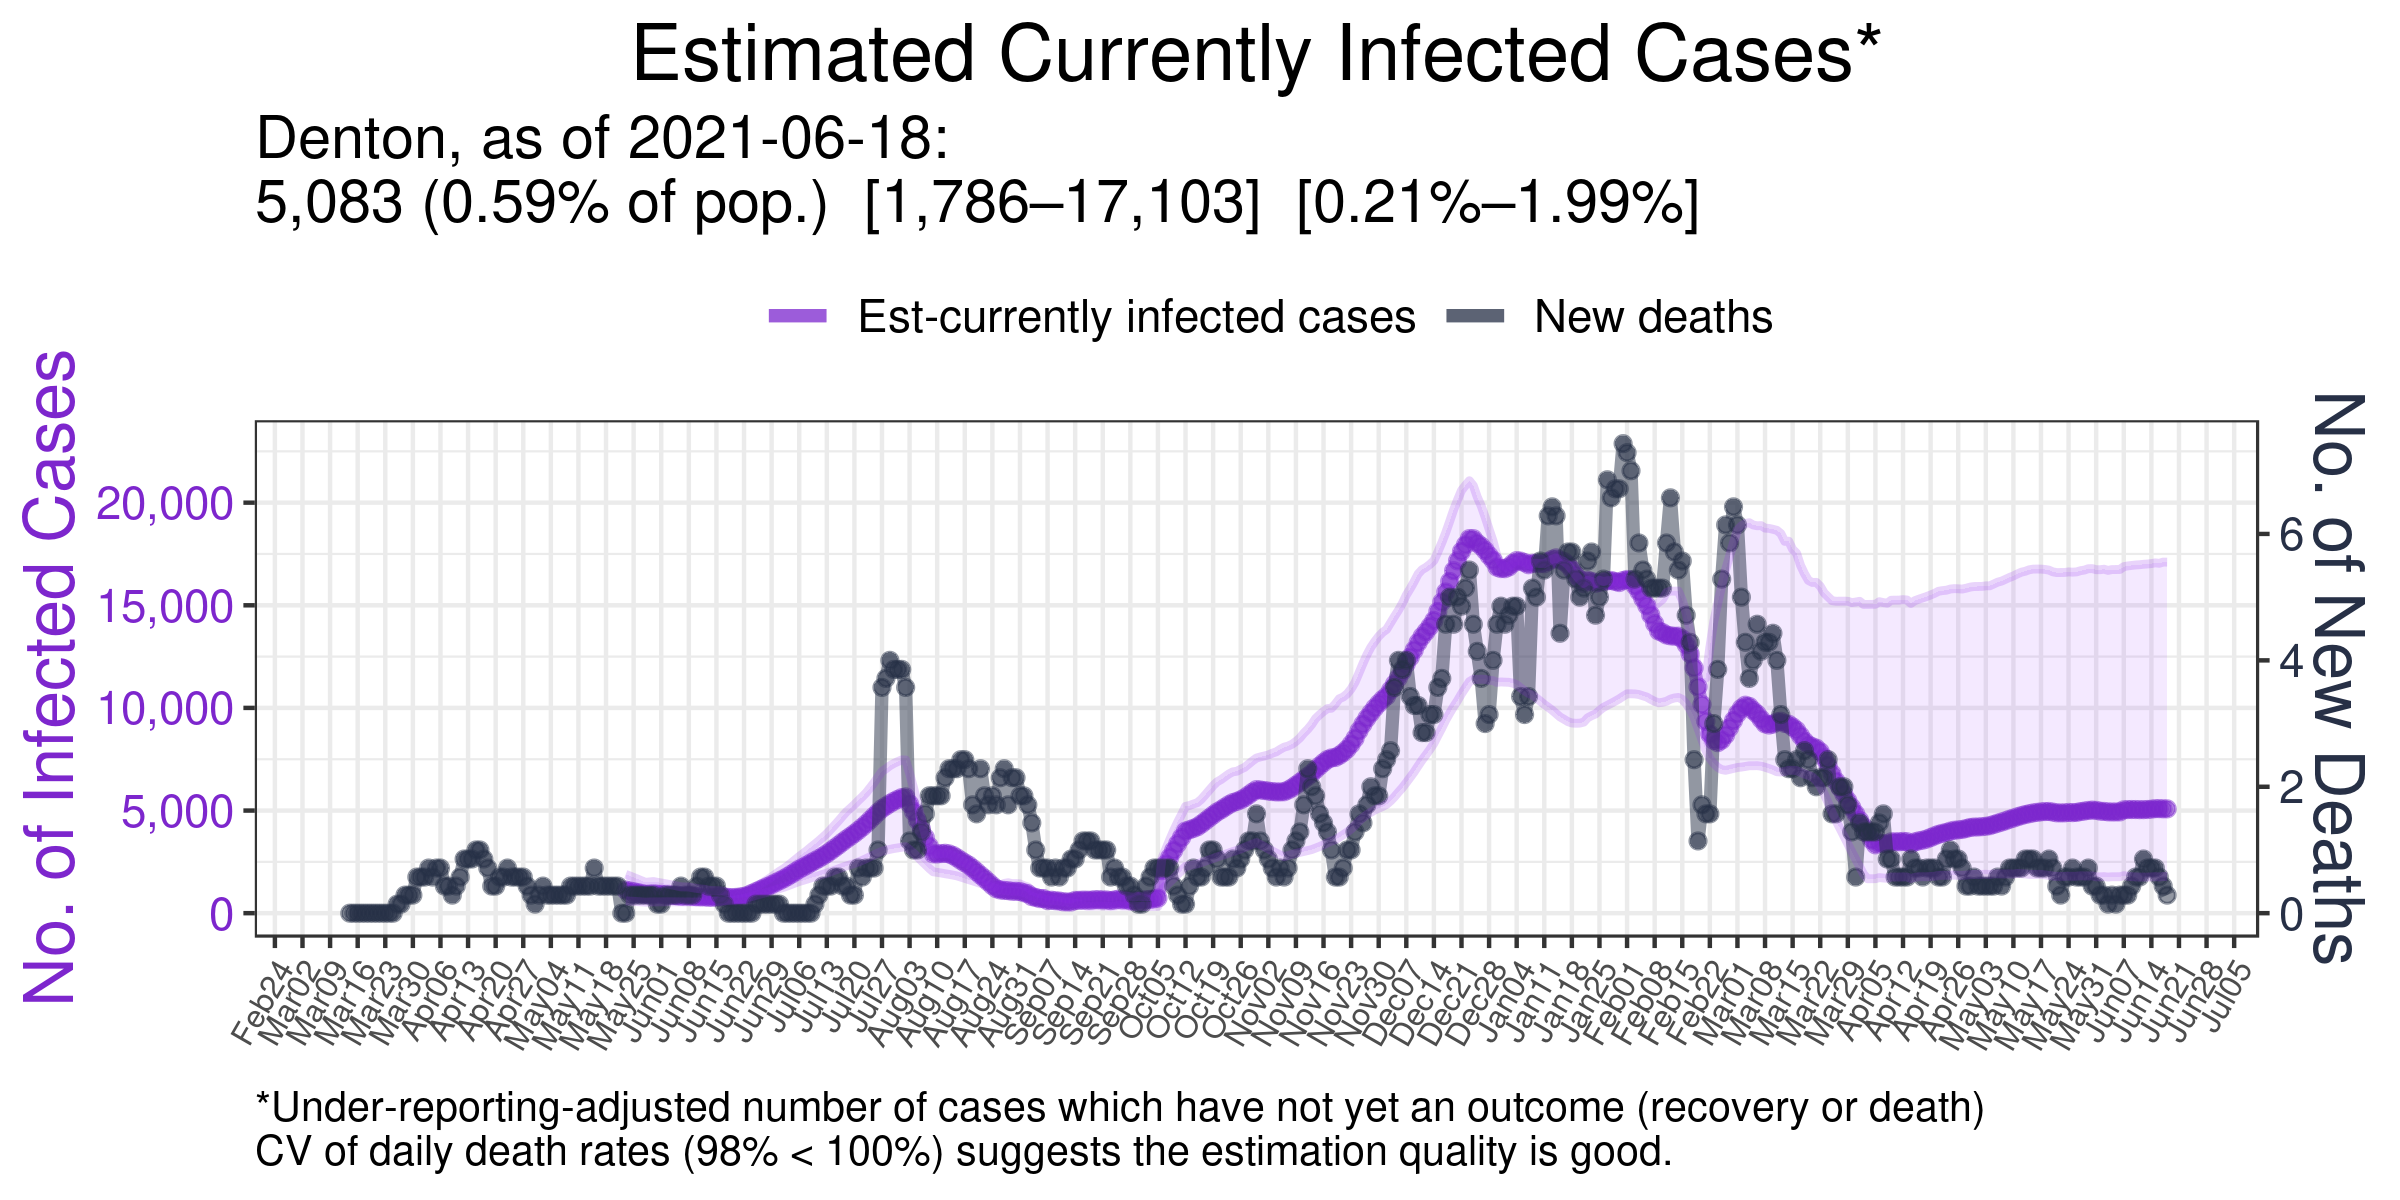 Estimated Currently Infected Cases*
Denton, as of 2021-06-18:
5,083 (0.59% of pop.)  [1,786–17,103]  [0.21%–1.99%]
Est-currently infected cases
New deaths
No. of Infected Cases
20,000
15,000
10,000
5,000
0
6
4
2
0
No. of New Deaths
Feb24
Mar02
Mar09
Mar16
Mar23
Mar30
Apr06
Apr13
Apr20
Apr27
May04
May11
May18
May25
Jun01
Jun08
Jun15
Jun22
Jun29
Jul06
Jul13
Jul20
Jul27
Aug03
Aug10
Aug17
Aug24
Aug31
Sep07
Sep14
Sep21
Sep28
Oct05
Oct12
Oct19
Oct26
Nov02
Nov09
Nov16
Nov23
Nov30
Dec07
Dec14
Dec21
Dec28
Jan04
Jan11
Jan18
Jan25
Feb01
Feb08
Feb15
Feb22
Mar01
Mar08
Mar15
Mar22
Mar29
Apr05
Apr12
Apr19
Apr26
May03
May10
May17
May24
May31
Jun07
Jun14
Jun21
Jun28
Jul05
*Under-reporting-adjusted number of cases which have not yet an outcome (recovery or death)
CV of daily death rates (98% < 100%) suggests the estimation quality is good.